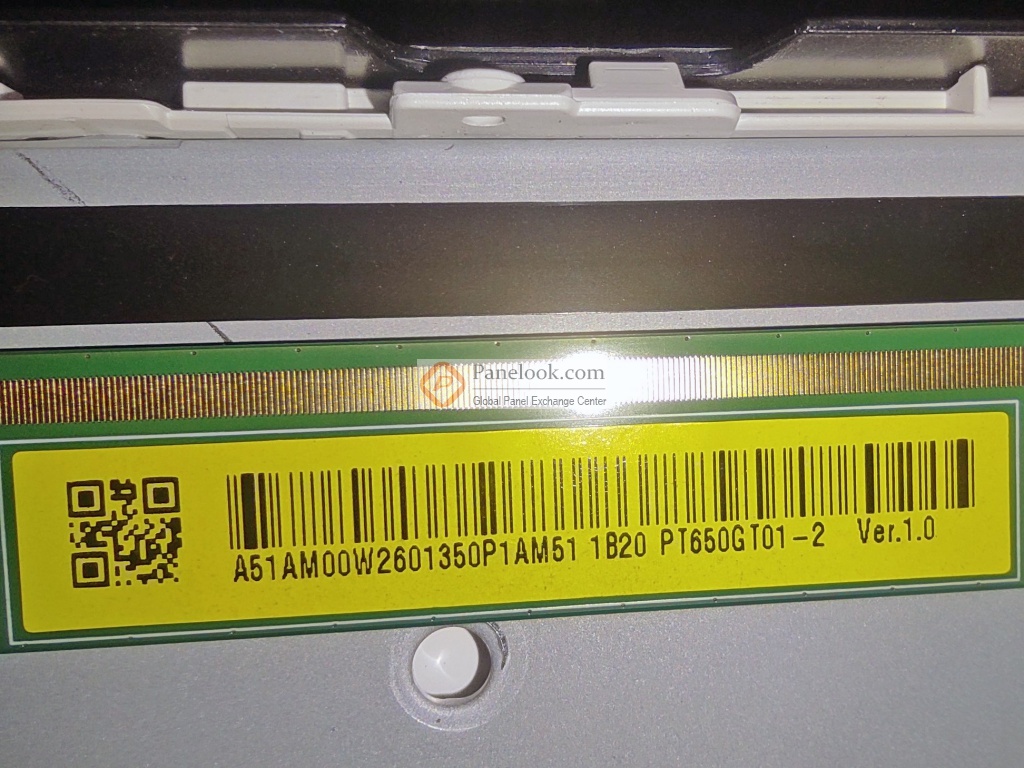 Panelook.com
Global Panel Exchange Center
A51AM00W2601350P1AM51 1B20 PT650GT01-2 Ver.1.0